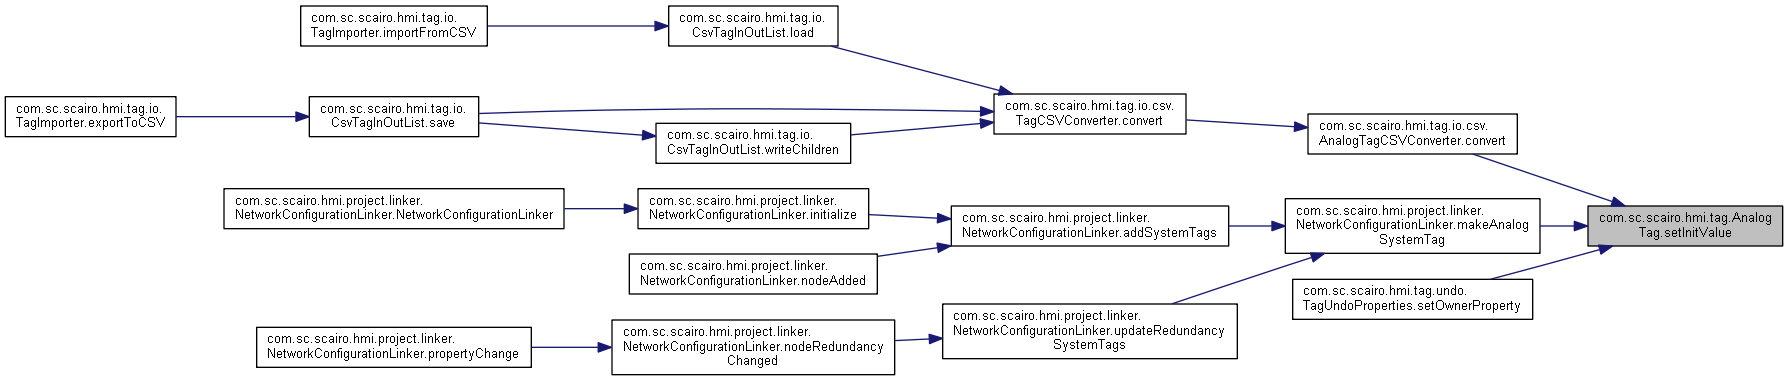 com.sc.scairo.hmi.tag.io.
TagImporter.importFromCSV
com.sc.scairo.hmi.tag.io.
CsvTagInOutList.load
com.sc.scairo.hmi.tag.io.
TagImporter.exportToCSV
com.sc.scairo.hmi.tag.io.
CsvTagInOutList.save
com.sc.scairo.hmi.tag.io.csv.
TagCSVConverter.convert
com.sc.scairo.hmi.tag.io.
CsvTagInOutList.writeChildren
com.sc.scairo.hmi.tag.io.csv.
AnalogTagCSVConverter.convert
com.sc.scairo.hmi.project.linker.
NetworkConfigurationLinker.NetworkConfigurationLinker
com.sc.scairo.hmi.project.linker.
NetworkConfigurationLinker.initialize
com.sc.scairo.hmi.project.linker.
NetworkConfigurationLinker.addSystemTags
com.sc.scairo.hmi.project.linker.
NetworkConfigurationLinker.makeAnalog
SystemTag
com.sc.scairo.hmi.tag.Analog
Tag.setInitValue
com.sc.scairo.hmi.project.linker.
NetworkConfigurationLinker.nodeAdded
com.sc.scairo.hmi.tag.undo.
TagUndoProperties.setOwnerProperty
com.sc.scairo.hmi.project.linker.
NetworkConfigurationLinker.updateRedundancy
SystemTags
com.sc.scairo.hmi.project.linker.
NetworkConfigurationLinker.nodeRedundancy
Changed
com.sc.scairo.hmi.project.linker.
NetworkConfigurationLinker.propertyChange